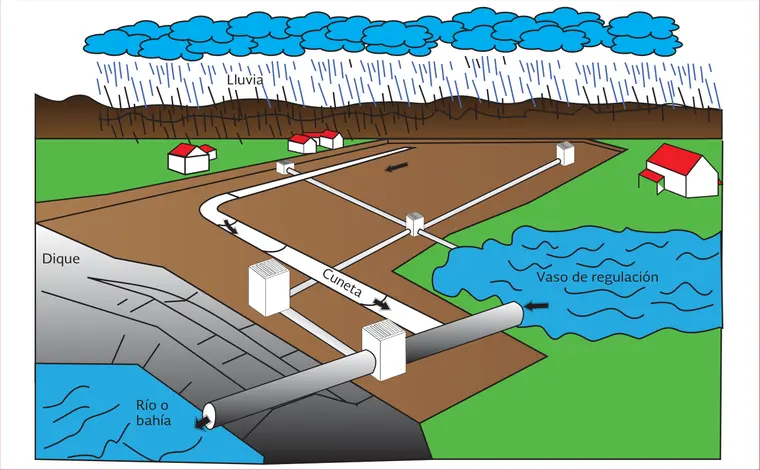 Lluvia
Dique
Cuneta
Vaso de regulación
Río o
bahía